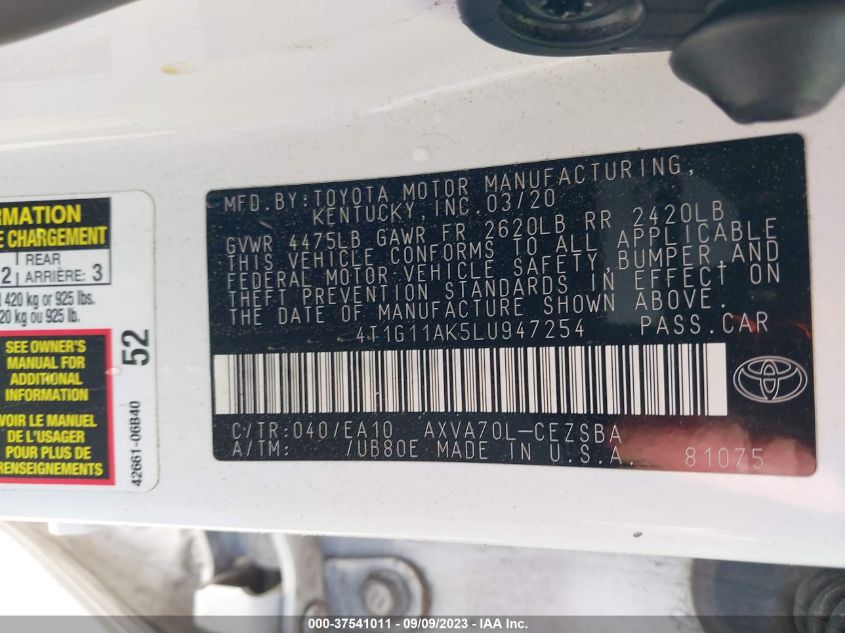 RMATION
E CHARGEMENT
REAR
2 ARRIÈRE: 3
420 kg or 925 lbs.
20 kg ou 925 lb.
SEE OWNER'S
MANUAL FOR
ADDITIONAL
INFORMATION
VOIR LE MANUEL
DE L'USAGER
POUR PLUS DE
RENSEIGNEMENTS
52
42661-06B40
MFD BY:TOYOTA MOTOR MANUFACTURING,
KENTUCKY,INC.03/20
GVWR 4475LB GAWR FR 2620LB RR 2420LB
THIS VEHICLE CONFORMS TO ALL APPLICABLE
FEDERAL MOTOR VEHICLE SAFETY,BUMPER,AND
THEFT PREVENTION STANDARDS IN EFFECT ON
THE DATE OF MANUFACTURE SHOWN ABOVE.
4T1G11AK5LU947254 PASS.CAR
C/TR:040/EA10 AXVA70L-CEZSBA
A/TM: /UB80E MADE IN U.S.A. 81075
000-37541011 - 09/09/2023 - IAA Inc.